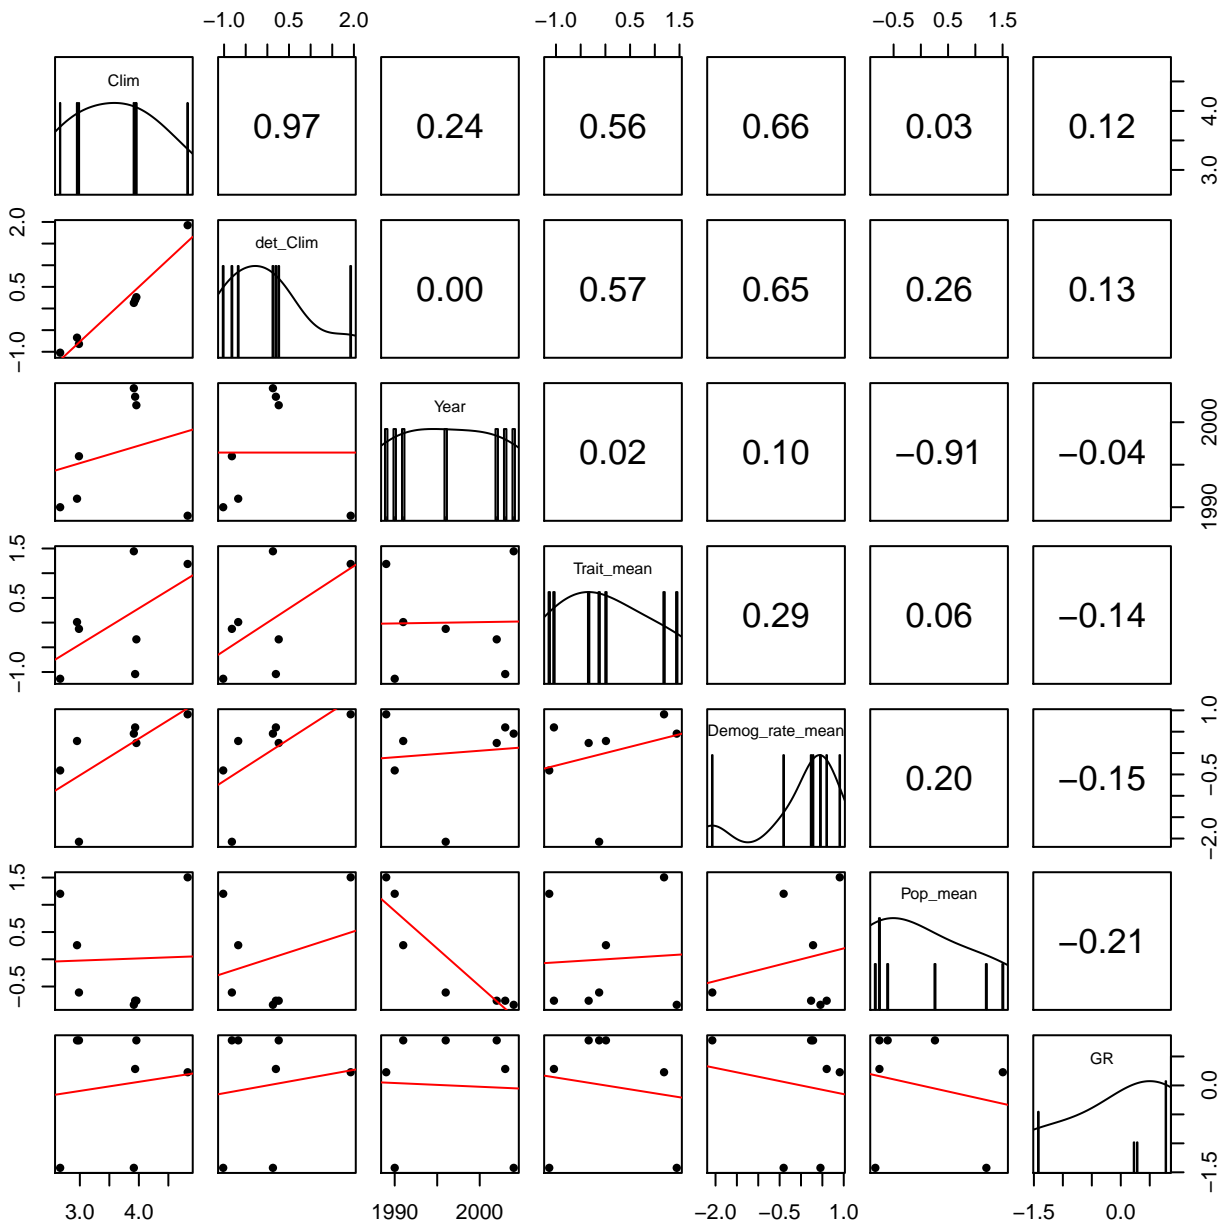 −1.0 0.5 2.0 −1.0 0.5 1.5 −0.5 1.5
Clim 0.97 0.24 0.56 0.66 0.03 0.12 3.0 4.0
−1.0 0.5 2.0 det_Clim 0.00 0.57 0.65 0.26 0.13
Year 0.02 0.10 −0.91 −0.04 1990 2000
−1.0 0.5 1.5 Trait_mean 0.29 0.06 −0.14
Demog_rate_mean 0.20 −0.15 −2.0 −0.5 1.0
−0.5 0.5 1.5 Pop_mean −0.21
GR −1.5 0.0
3.0 4.0 1990 2000 −2.0 −0.5 1.0 −1.5 0.0